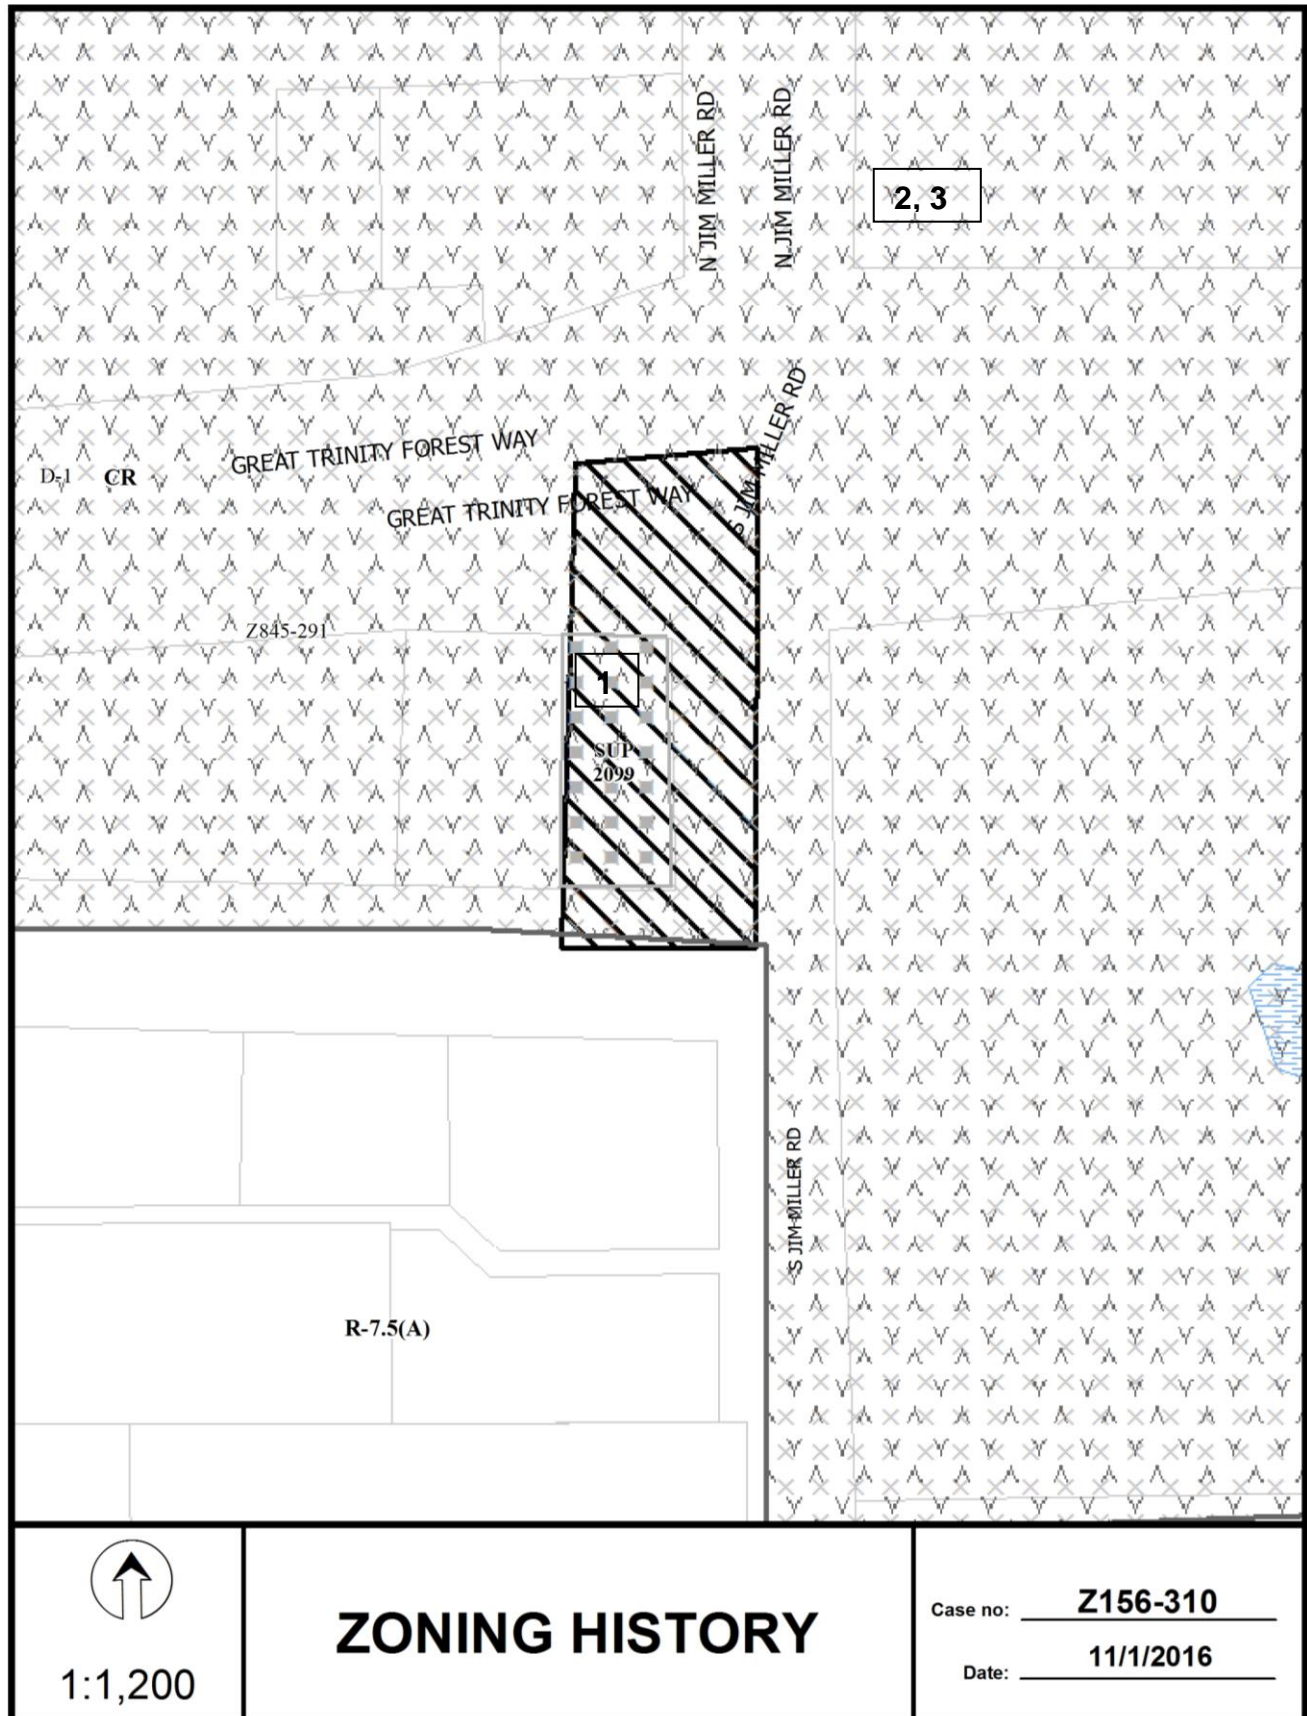 N JIM MILLER RD
N JIM MILLER RD
2, 3
S JIM MILLER RD
GREAT TRINITY FOREST WAY
D-1 CR
GREAT TRINITY FOREST WAY
Z845-291
1
SUP
2099
S JIM MILLER RD
R-7.5(A)
1:1,200
ZONING HISTORY
Case no: Z156-310
Date: 11/1/2016